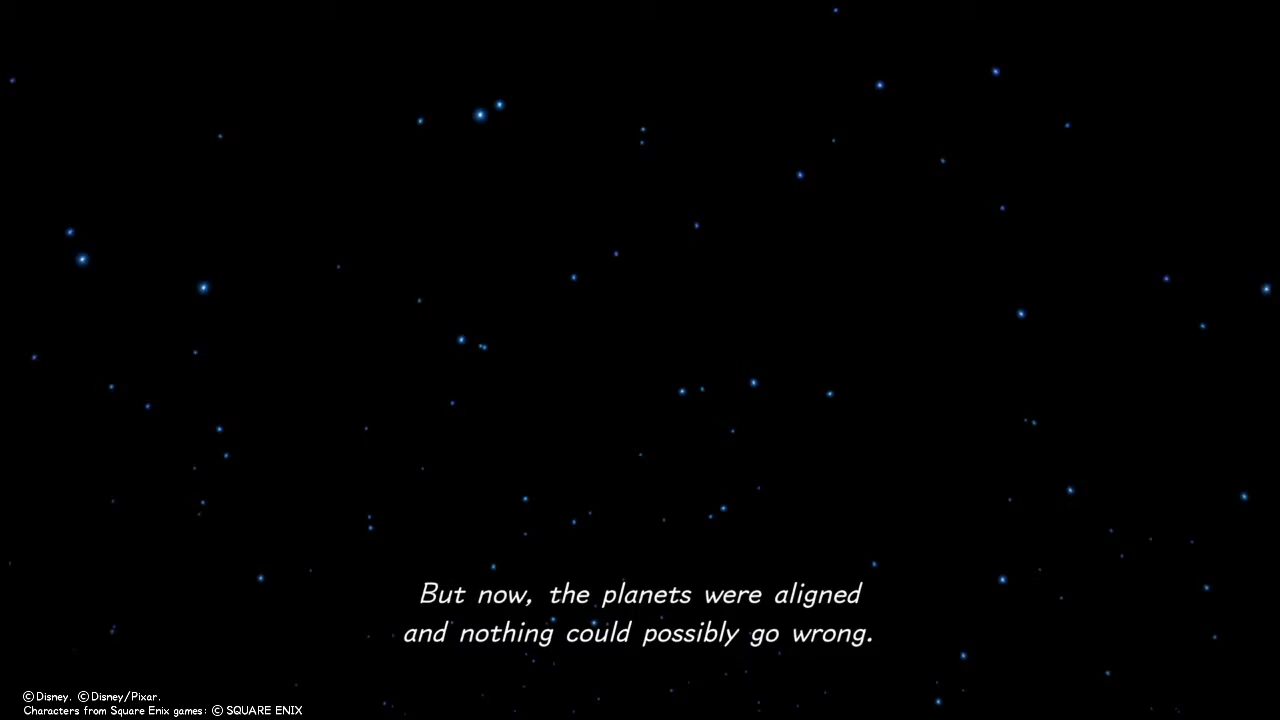 But now, the planets were aligned
and nothing could possibly go wrong.
©Disney. ©Disney/Pixar.
Characters from Square Enix games: © SQUARE ENIX